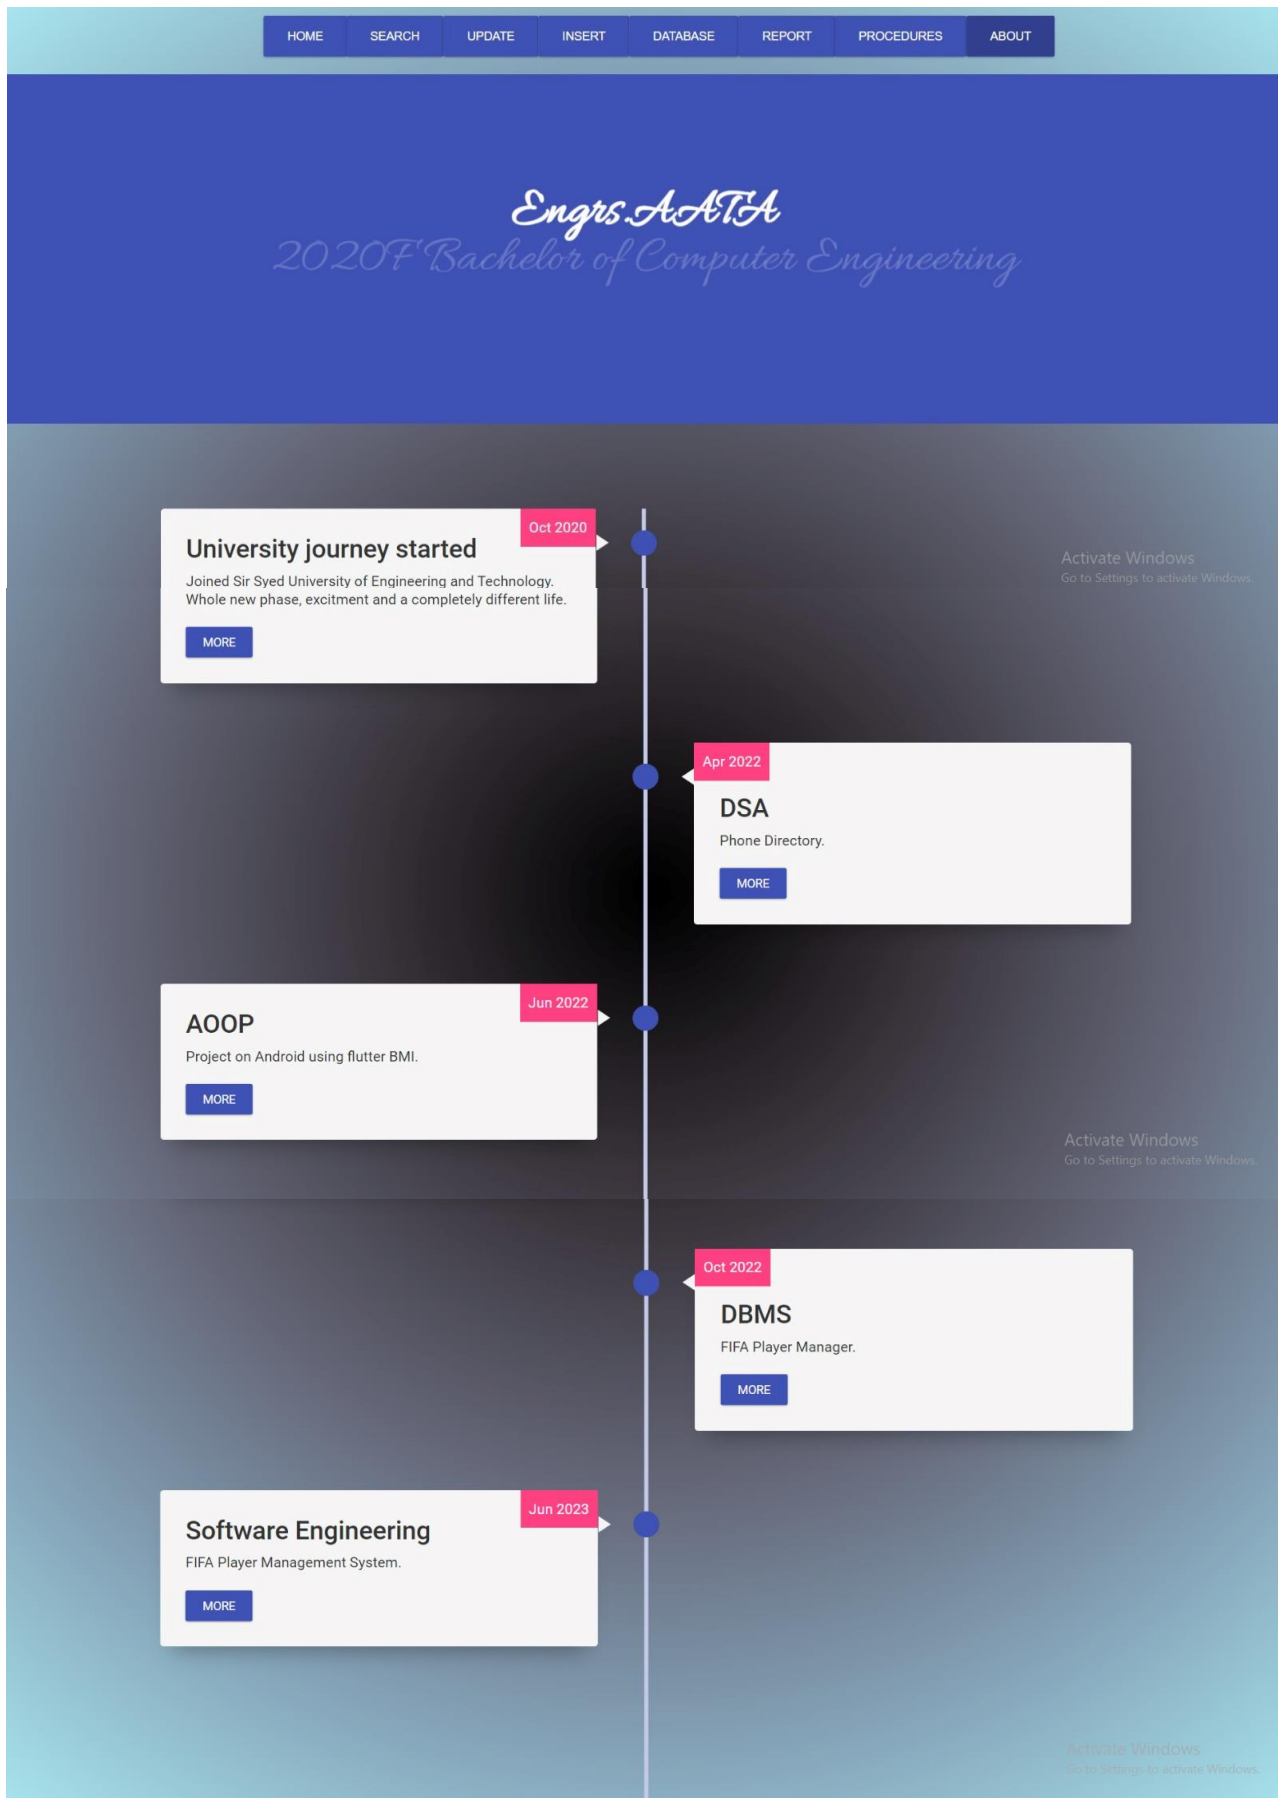 HOME SEARCH UPDATE INSERT DATABASE REPORT PROCEDURES ABOUT
Engrs.AATA
2020F Bachelor of Computer Engineering
Oct 2020
University journey started
Joined Sir Syed University of Engineering and Technology.
Whole new phase, excitment and a completely different life.
MORE
Activate Windows
Go to Settings to activate Windows.
Apr 2022
DSA
Phone Directory.
MORE
Jun 2022
AOOP
Project on Android using flutter BMI.
MORE
Activate Windows
Go to Settings to activate Windows.
Oct 2022
DBMS
FIFA Player Manager.
MORE
Jun 2023
Software Engineering
FIFA Player Management System.
MORE
Activate Windows
Go to Settings to activate Windows.